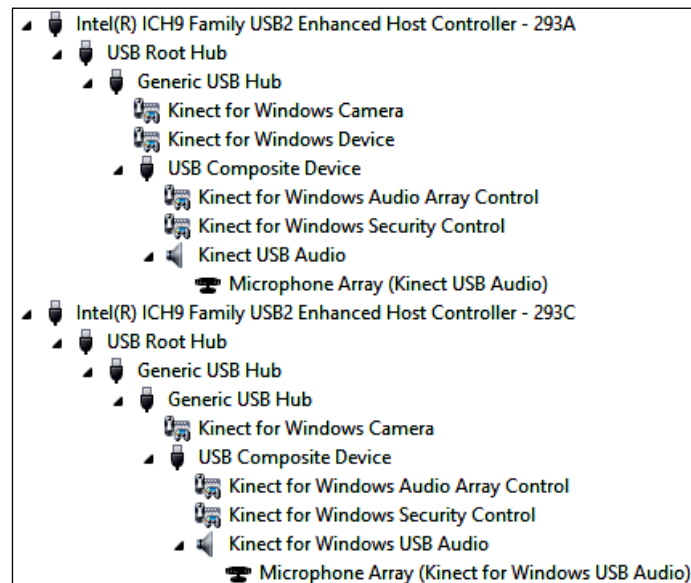 Intel(R) ICH9 Family USB2 Enhanced Host Controller - 293A
USB Root Hub
Generic USB Hub
Kinect for Windows Camera
Kinect for Windows Device
USB Composite Device
Kinect for Windows Audio Array Control
Kinect for Windows Security Control
Kinect USB Audio
Microphone Array (Kinect USB Audio)
Intel(R) ICH9 Family USB2 Enhanced Host Controller - 293C
USB Root Hub
Generic USB Hub
Generic USB Hub
Kinect for Windows Camera
USB Composite Device
Kinect for Windows Audio Array Control
Kinect for Windows Security Control
Kinect for Windows USB Audio
Microphone Array (Kinect for Windows USB Audio)